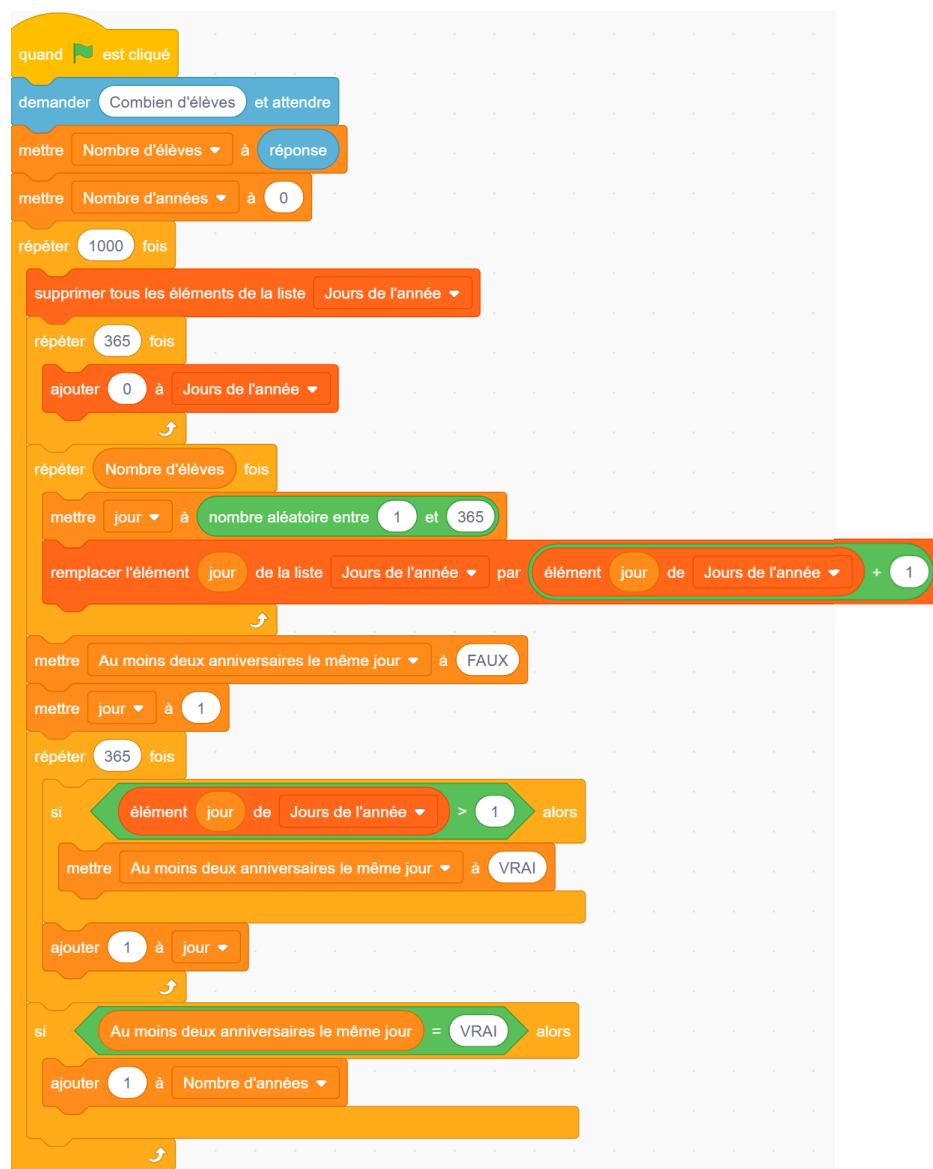 quand est cliqué
demander Combien d'élèves et attendre
mettre Nombre d'élèves à réponse
mettre Nombre d'années à 0
répéter 1000 fois
supprimer tous les éléments de la liste Jours de l'année
répéter 365 fois
ajouter 0 à Jours de l'année
répéter Nombre d'élèves fois
mettre jour à nombre aléatoire entre 1 et 365
remplacer l'élément jour de la liste Jours de l'année par élément jour de Jours de l'année + 1
mettre Au moins deux anniversaires le même jour à FAUX
mettre jour à 1
répéter 365 fois
si élément jour de Jours de l'année > 1 alors
mettre Au moins deux anniversaires le même jour à VRAI
ajouter 1 à jour
si Au moins deux anniversaires le même jour = VRAI alors
ajouter 1 à Nombre d'années